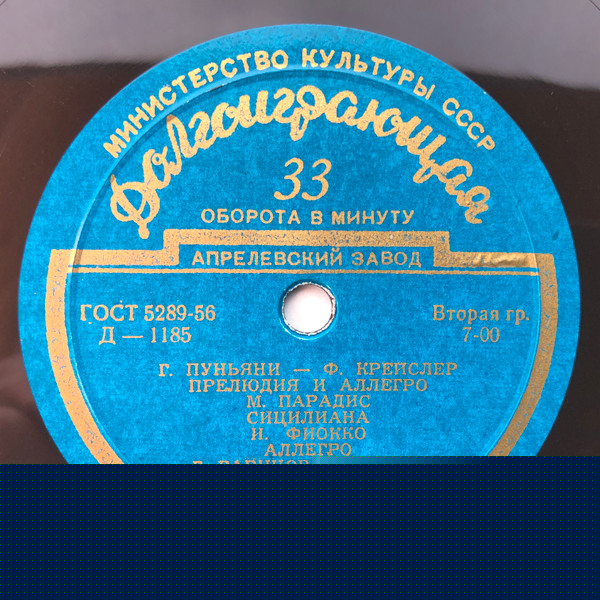 МИНИСТЕРСТВО КУЛЬТУРЫ СССР
Долгоиграющая
33
ОБОРОТА В МИНУТУ
АПРЕЛЕВСКИЙ ЗАВОД
ГОСТ 5289-56
Д — 1185
Вторая гр.
7-00
Г. ПУНЬЯНИ — Ф. КРЕЙСЛЕР
ПРЕЛЮДИЯ И АЛЛЕГРО
М. ПАРАДИС
СИЦИЛИАНА
И. ФИОККО
АЛЛЕГРО